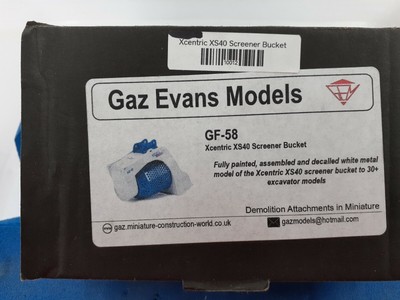 Xcentric XS40 Screener Bucket
10012
Gaz Evans Models
GF-58
Xcentric XS40 Screener Bucket
Fully painted, assembled and decalled white metal
model of the Xcentric XS40 screener bucket to 30+
excavator models
Demolition Attachments in Miniature
gaz.miniature-construction-world.co.uk
gazmodels@hotmail.com